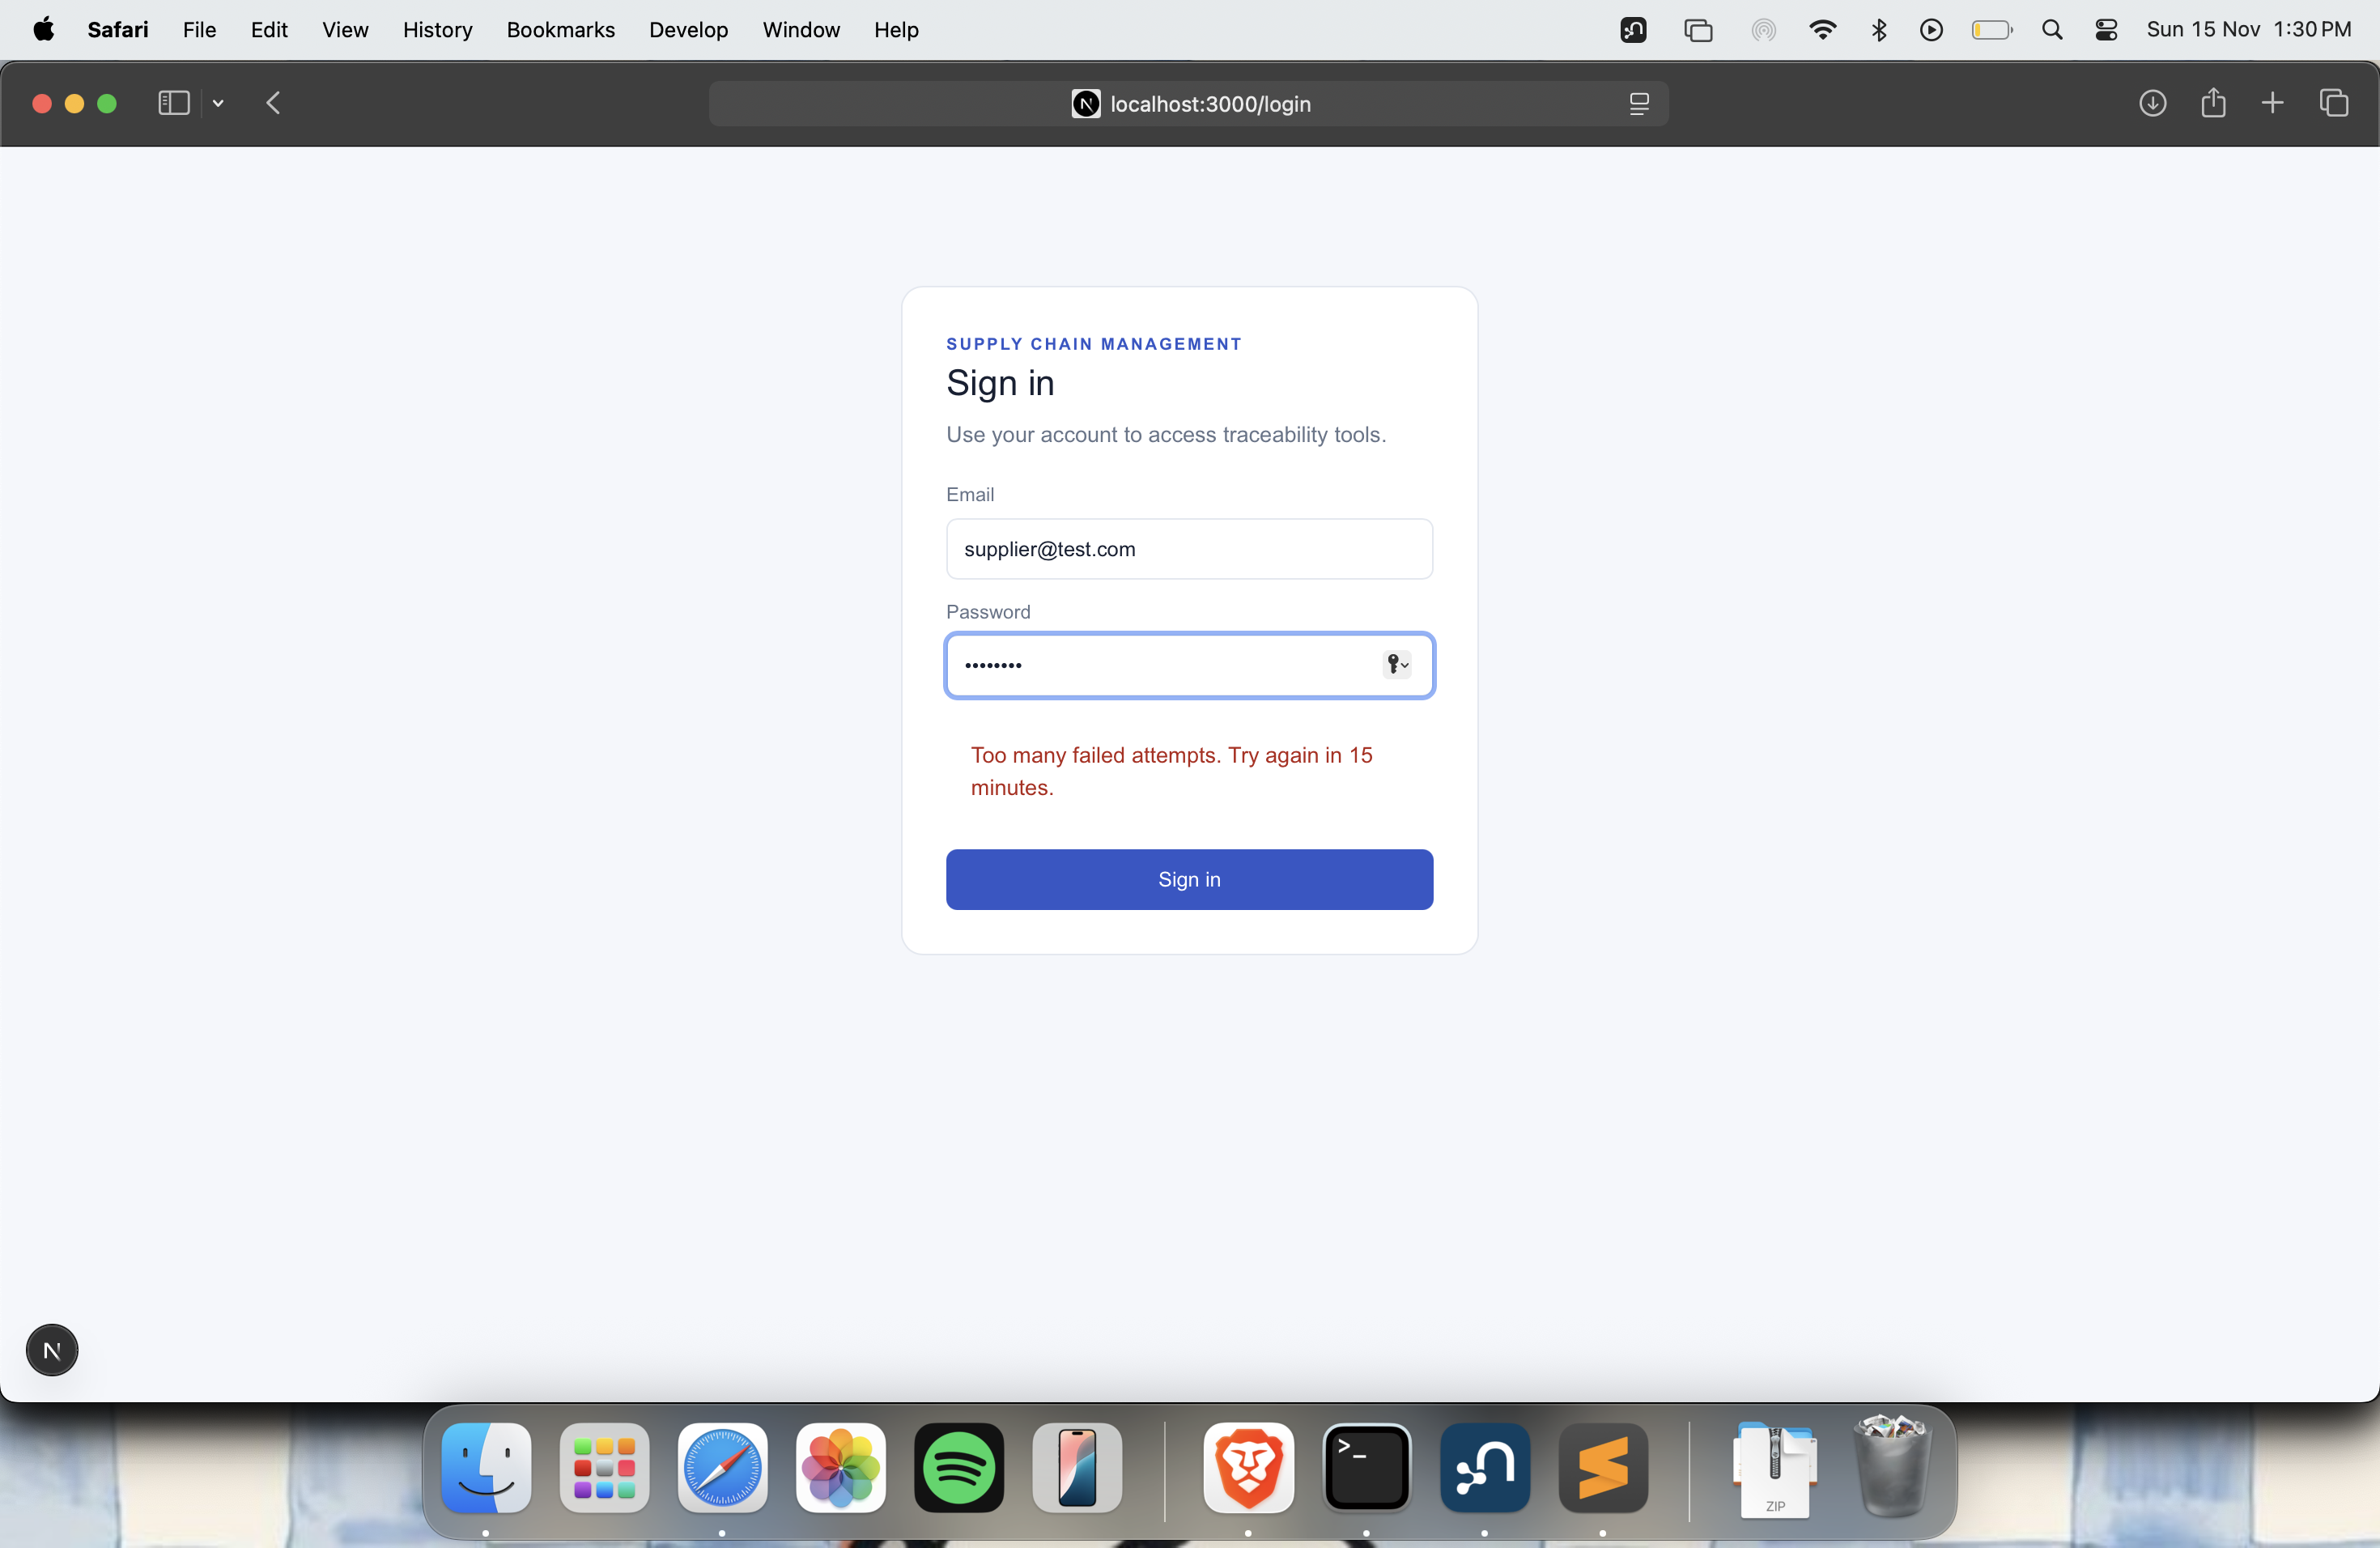 Safari File Edit View History Bookmarks Develop Window Help Sun 15 Nov 1:30 PM
localhost:3000/login
SUPPLY CHAIN MANAGEMENT
Sign in
Use your account to access traceability tools.
Email
supplier@test.com
Password
••••••••
Too many failed attempts. Try again in 15
minutes.
Sign in
N
ZIP